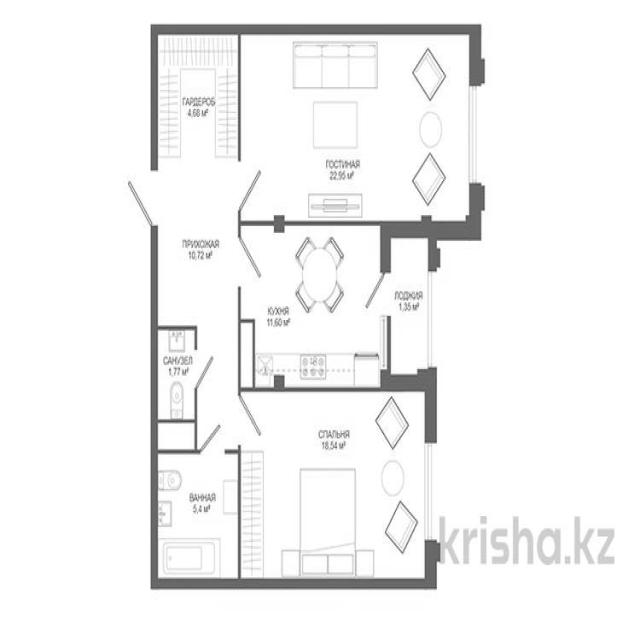 ГАРДЕРОБ
4,68 м²
ГОСТИНАЯ
22,95 м²
ПРИХОЖАЯ
10,72 м²
КУХНЯ
11,60 м²
ЛОДЖИЯ
1,35 м²
САНУЗЕЛ
1,77 м²
СПАЛЬНЯ
18,54 м²
ВАННАЯ
5,4 м²
krisha.kz